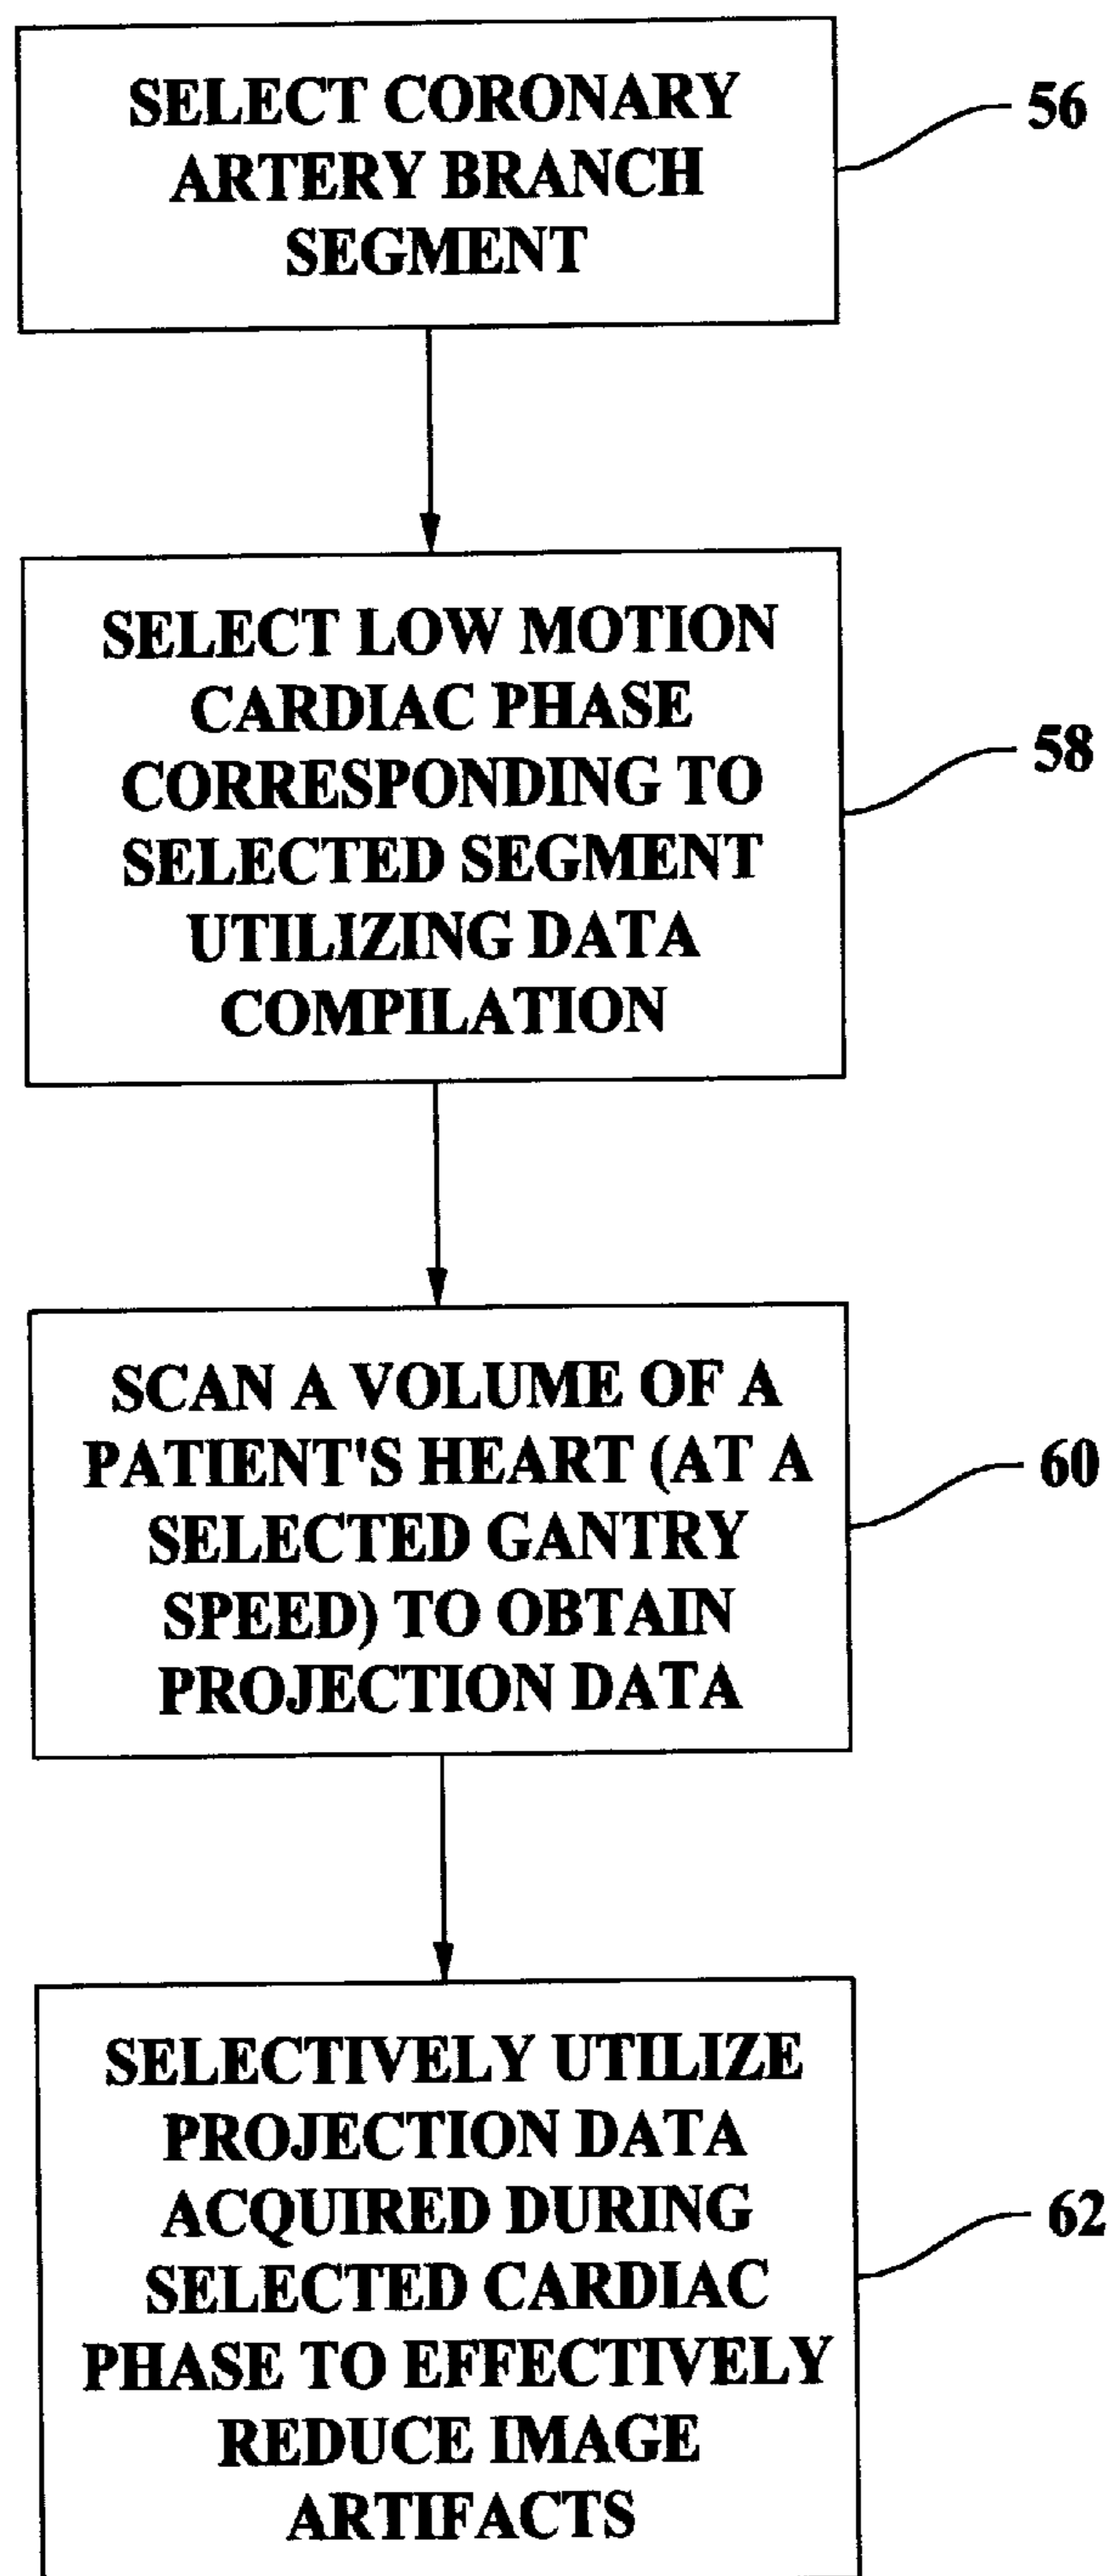 SELECT CORONARY
ARTERY BRANCH
SEGMENT
56
SELECT LOW MOTION
CARDIAC PHASE
CORRESPONDING TO
SELECTED SEGMENT
UTILIZING DATA
COMPILATION
58
SCAN A VOLUME OF A
PATIENT'S HEART (AT A
SELECTED GANTRY
SPEED) TO OBTAIN
PROJECTION DATA
60
SELECTIVELY UTILIZE
PROJECTION DATA
ACQUIRED DURING
SELECTED CARDIAC
PHASE TO EFFECTIVELY
REDUCE IMAGE
ARTIFACTS
62